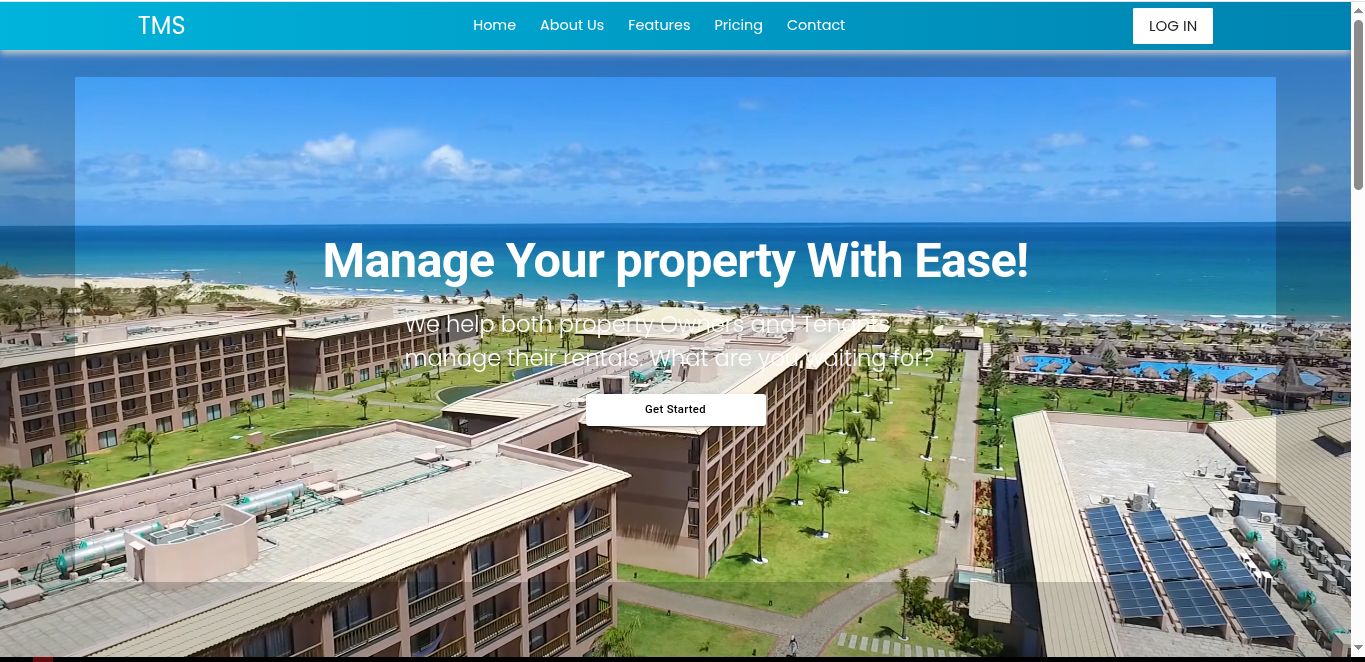 TMS
Home
About Us
Features
Pricing
Contact
LOG IN
Manage Your property With Ease!
We help both property Owners and Tenants
manage their rentals. What are you waiting for?
Get Started